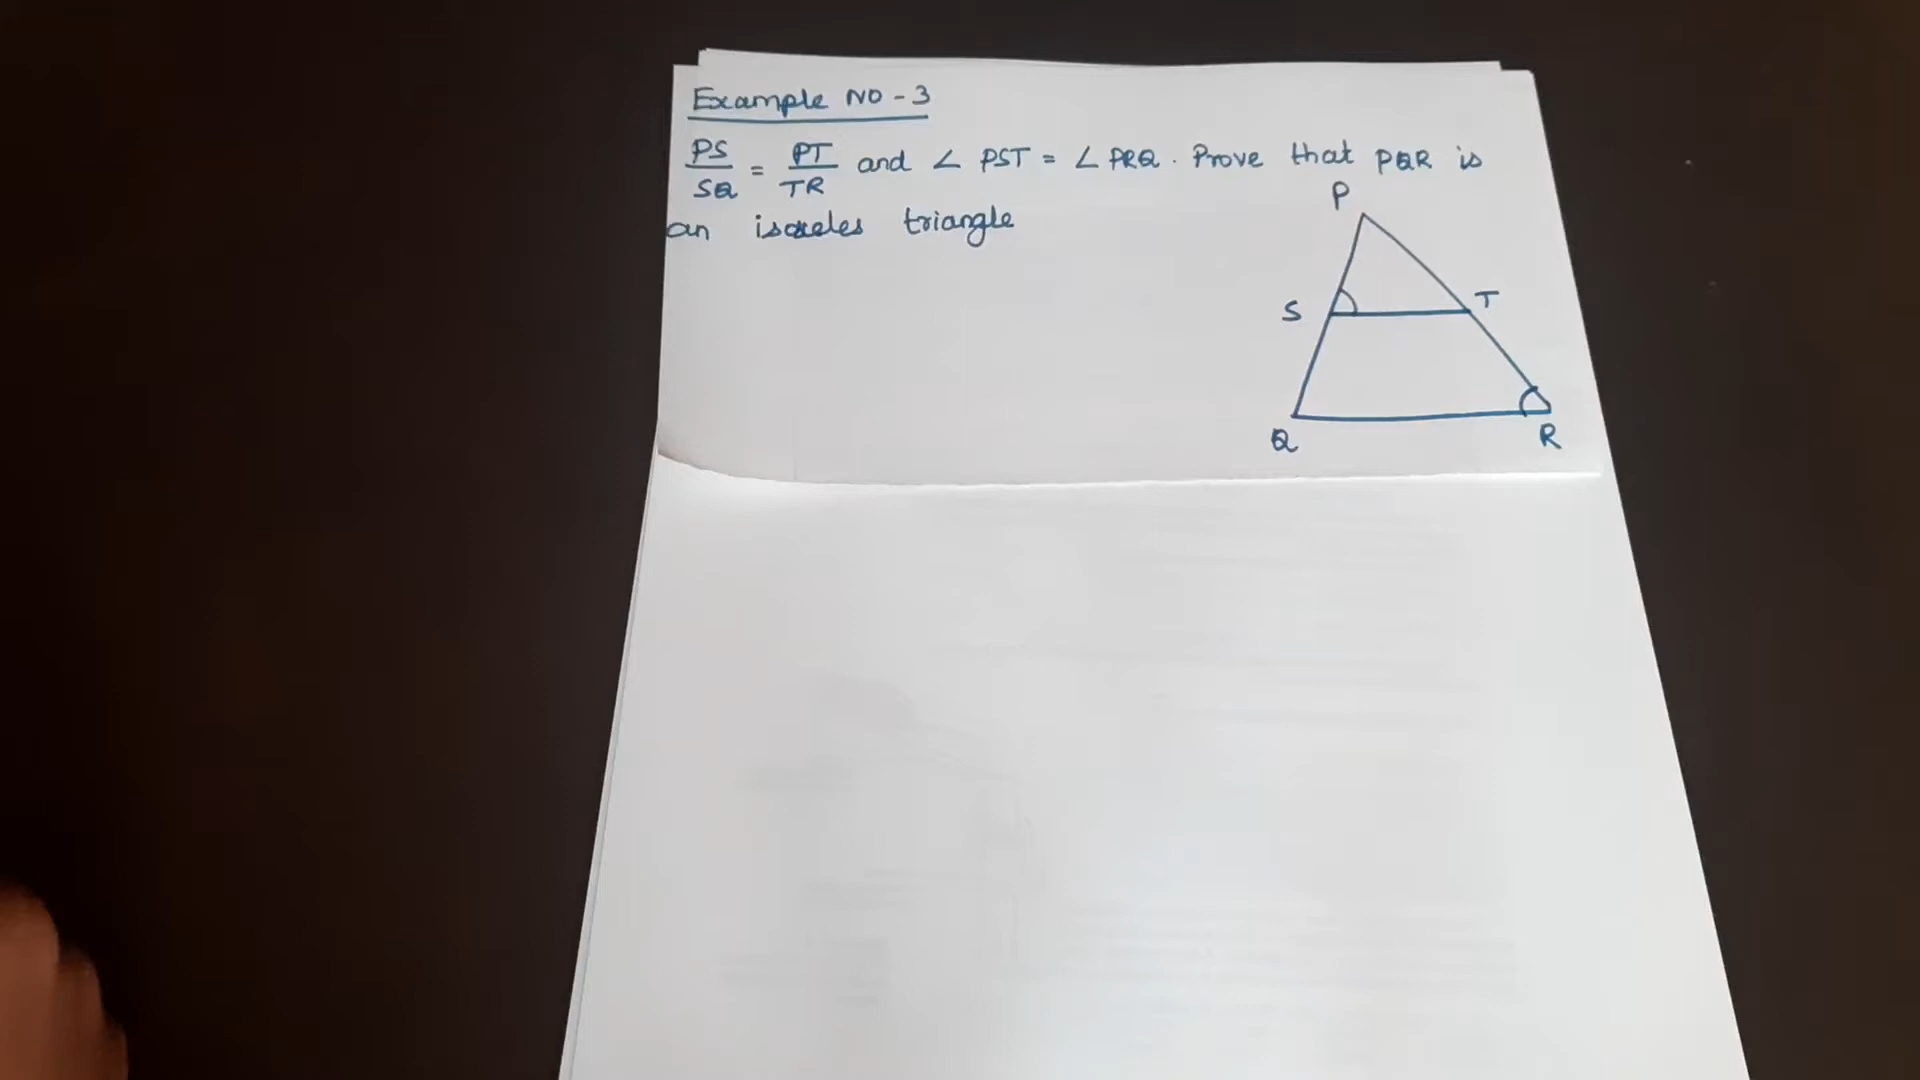 Example NO - 3
PS/SQ = PT/TR and ∠ PST = ∠ PRQ. Prove that PQR is
an isosceles triangle
P
S T
Q R